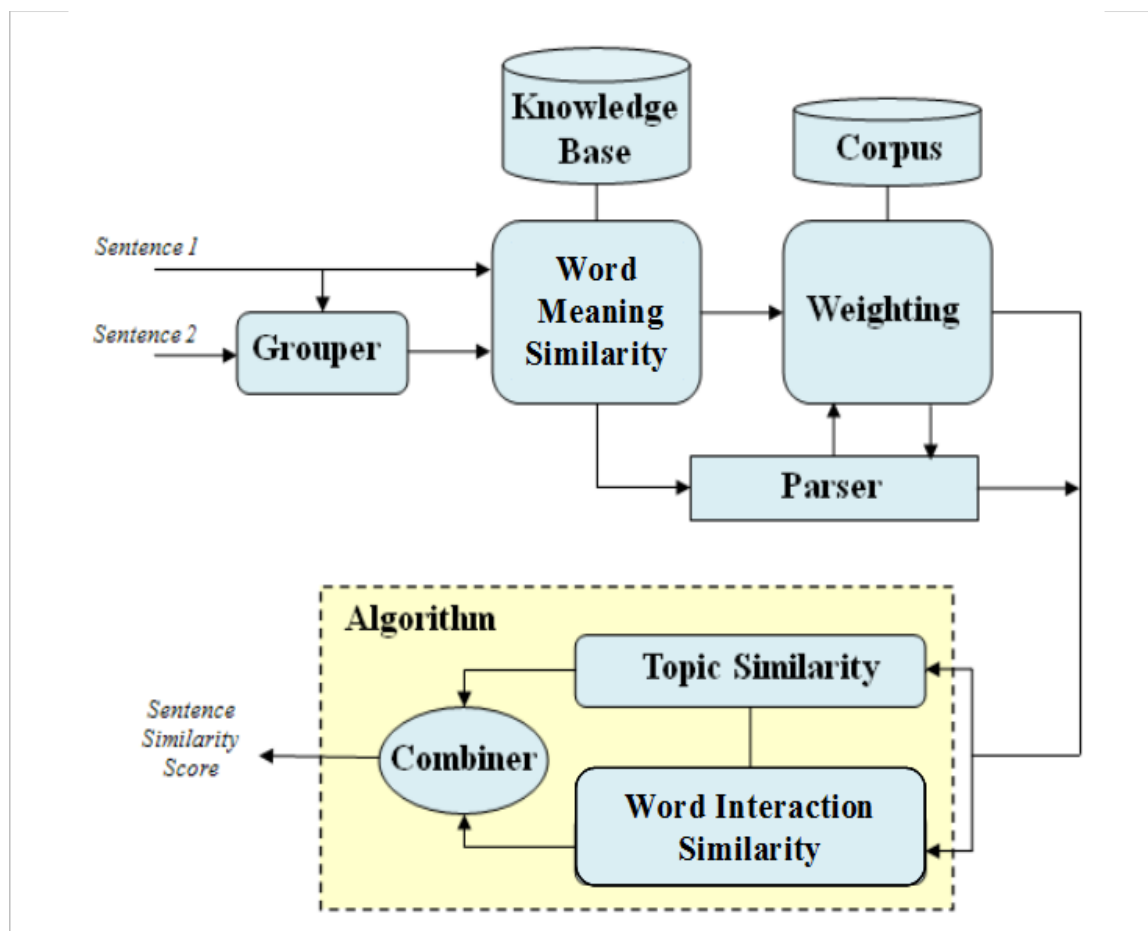 Knowledge
Base
Corpus
Sentence 1
Word
Meaning
Similarity
Weighting
Sentence 2
Grouper
Parser
Algorithm
Topic Similarity
Sentence
Similarity
Score
Combiner
Word Interaction
Similarity